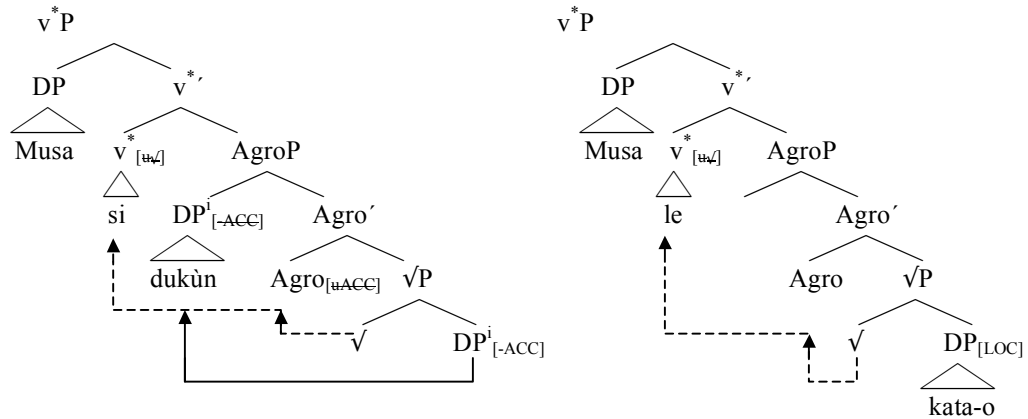 v*P v*P
DP v*´ DP v*´
Musa v*[u√] AgroP Musa v*[u√] AgroP
si DPⁱ[-ACC] Agro´ le Agro´
dukùn Agro[uACC] √P Agro √P
√ DPⁱ[-ACC] √ DP[LOC]
kata-o